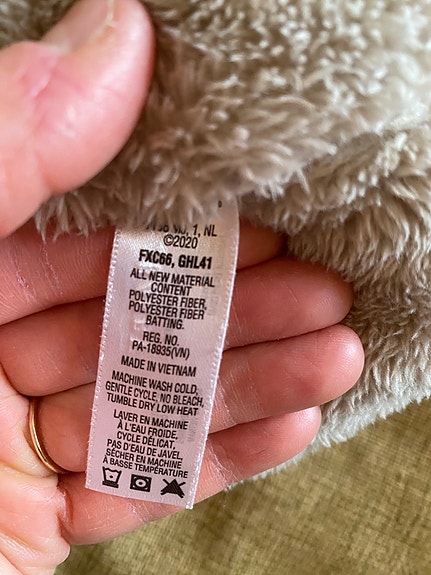 1, NL
©2020
FXC66, GHL41
ALL NEW MATERIAL
CONTENT
POLYESTER FIBER,
POLYESTER FIBER
BATTING.
REG. NO.
PA-18935(VN)
MADE IN VIETNAM
MACHINE WASH COLD,
GENTLE CYCLE, NO BLEACH,
TUMBLE DRY LOW HEAT
LAVER EN MACHINE
À L'EAU FROIDE,
CYCLE DÉLICAT,
PAS D'EAU DE JAVEL,
SÉCHER EN MACHINE
À BASSE TEMPÉRATURE